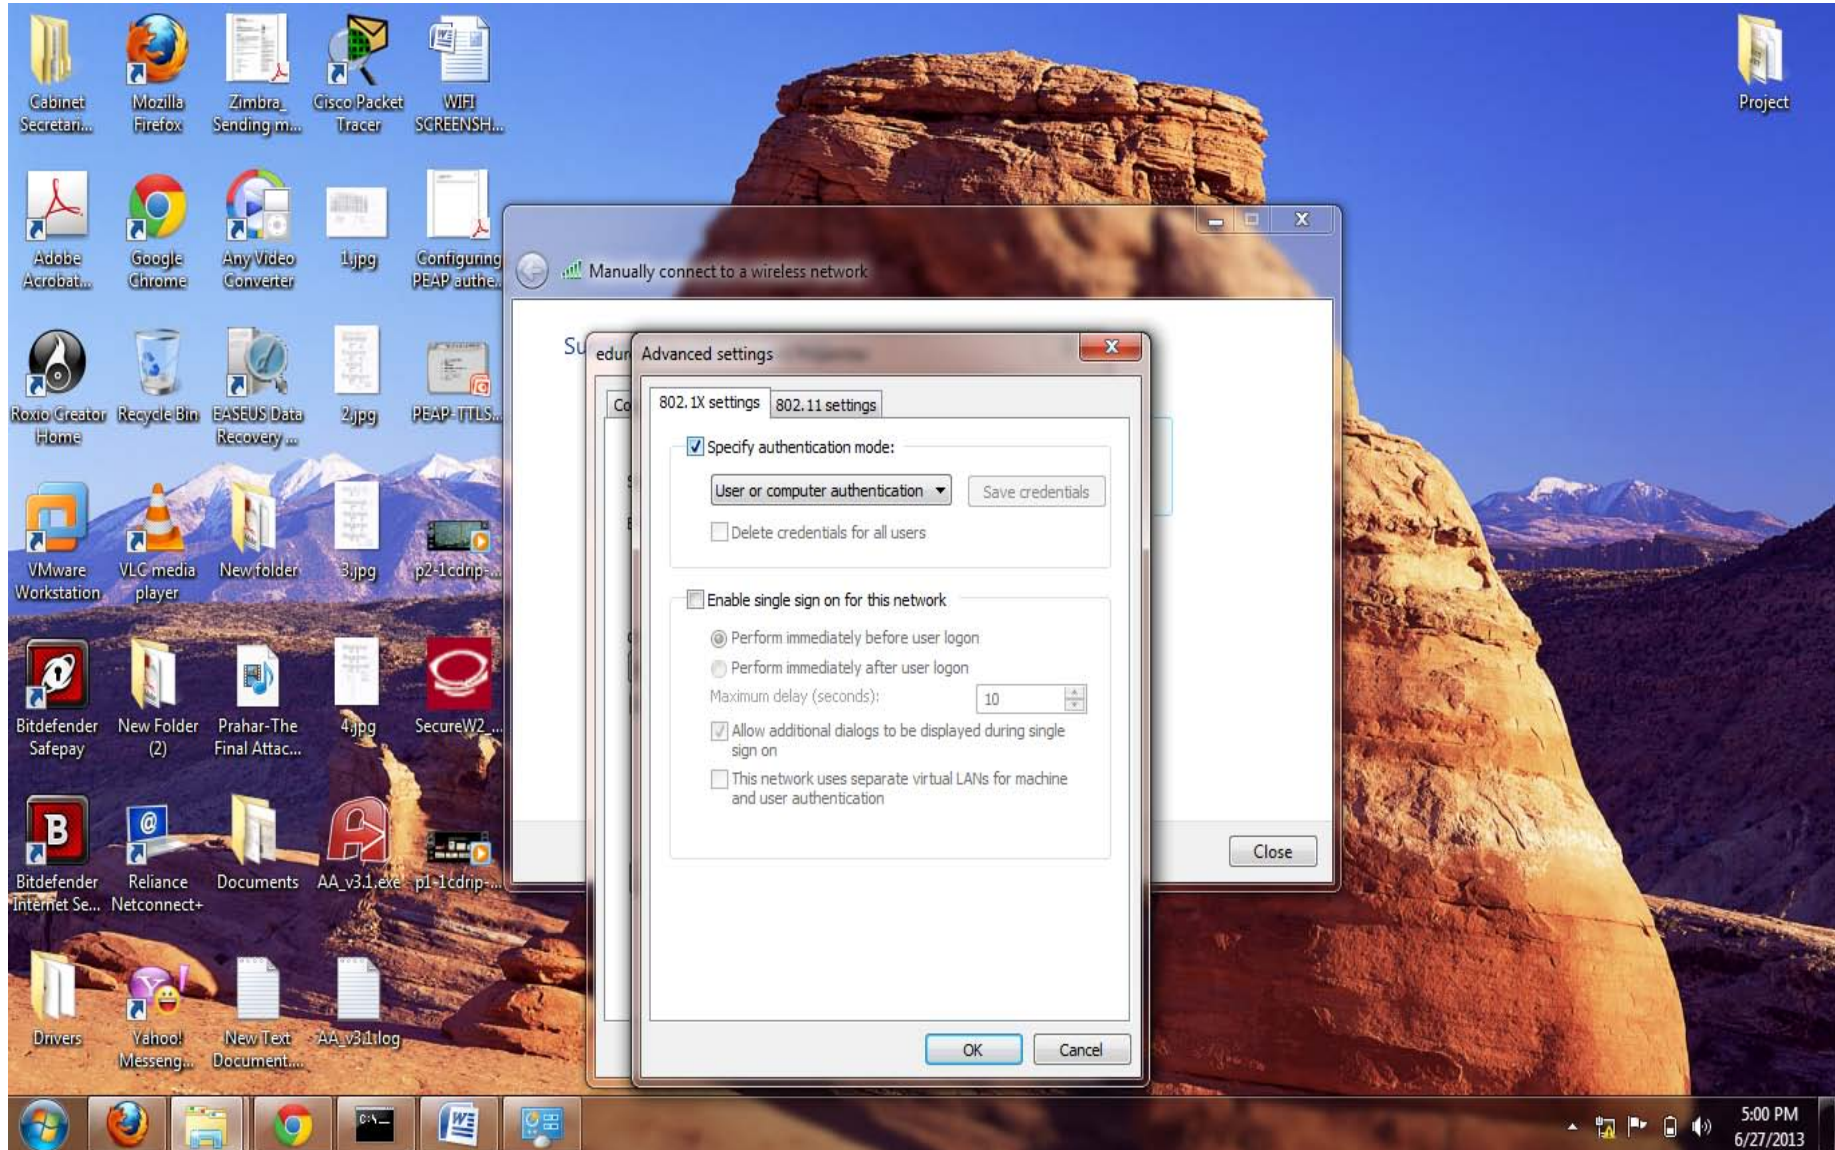 Cabinet
Secretari...
Mozilla
Firefox
Zimbra_
Sending m...
Cisco Packet
Tracer
WIFI
SCREENSH...
Project
Adobe
Acrobat...
Google
Chrome
Any Video
Converter
1.jpg
Configuring
PEAP authe...
Roxio Creator
Home
Recycle Bin
EASEUS Data
Recovery ...
2.jpg
PEAP-TTLS...
VMware
Workstation
VLC media
player
New folder
3.jpg
p2-1cdrip-...
Bitdefender
Safepay
New Folder
(2)
Prahar-The
Final Attac...
4.jpg
SecureW2_...
Bitdefender
Internet Se...
Reliance
Netconnect+
Documents
AA_v3.1.exe
p1-1cdrip-...
Drivers
Yahoo!
Messeng...
New Text
Document....
AA_v3.1.log
Manually connect to a wireless network
Su
edur
Co
Advanced settings
802.1X settings
802.11 settings
Specify authentication mode:
User or computer authentication
Save credentials
Delete credentials for all users
Enable single sign on for this network
Perform immediately before user logon
Perform immediately after user logon
Maximum delay (seconds):
10
Allow additional dialogs to be displayed during single
sign on
This network uses separate virtual LANs for machine
and user authentication
Close
OK
Cancel
C:\_
5:00 PM
6/27/2013